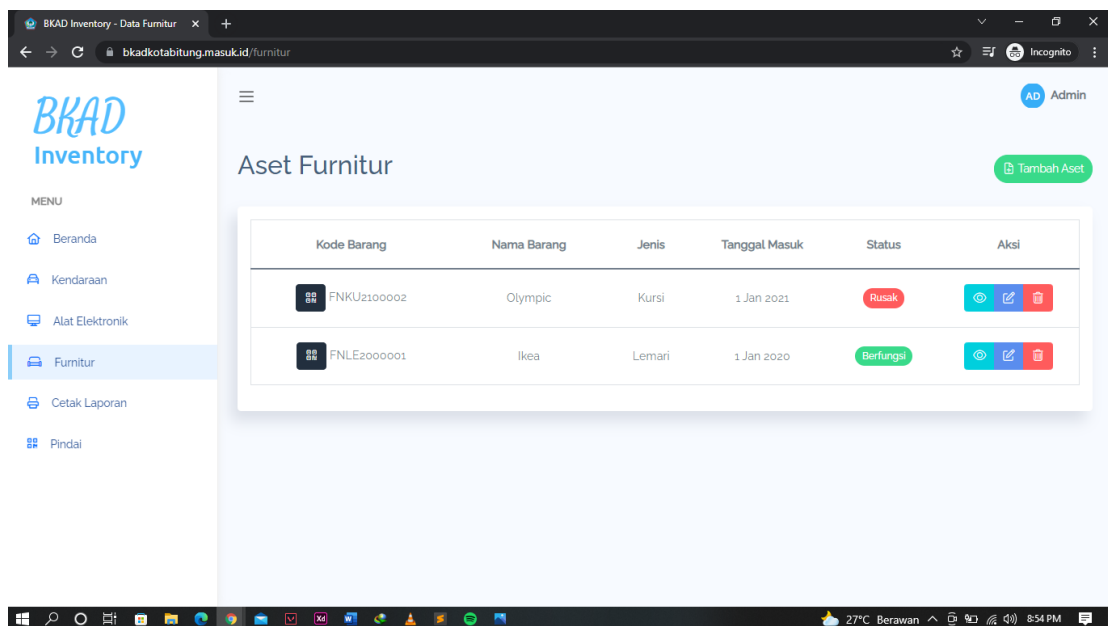 BKAD Inventory - Data Furnitur
bkadkotabitung.masuk.id/furnitur
Incognito
BKAD
Inventory
AD Admin
Aset Furnitur
Tambah Aset
MENU
Beranda
Kendaraan
Alat Elektronik
Furnitur
Cetak Laporan
Pindai
Kode Barang Nama Barang Jenis Tanggal Masuk Status Aksi
FNKU2100002 Olympic Kursi 1 Jan 2021 Rusak
FNLE2000001 Ikea Lemari 1 Jan 2020 Berfungsi
Xd
27°C Berawan 8:54 PM